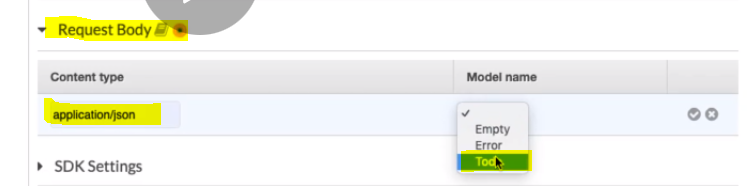 Request Body
Content type Model name
application/json
Empty
Error
SDK Settings